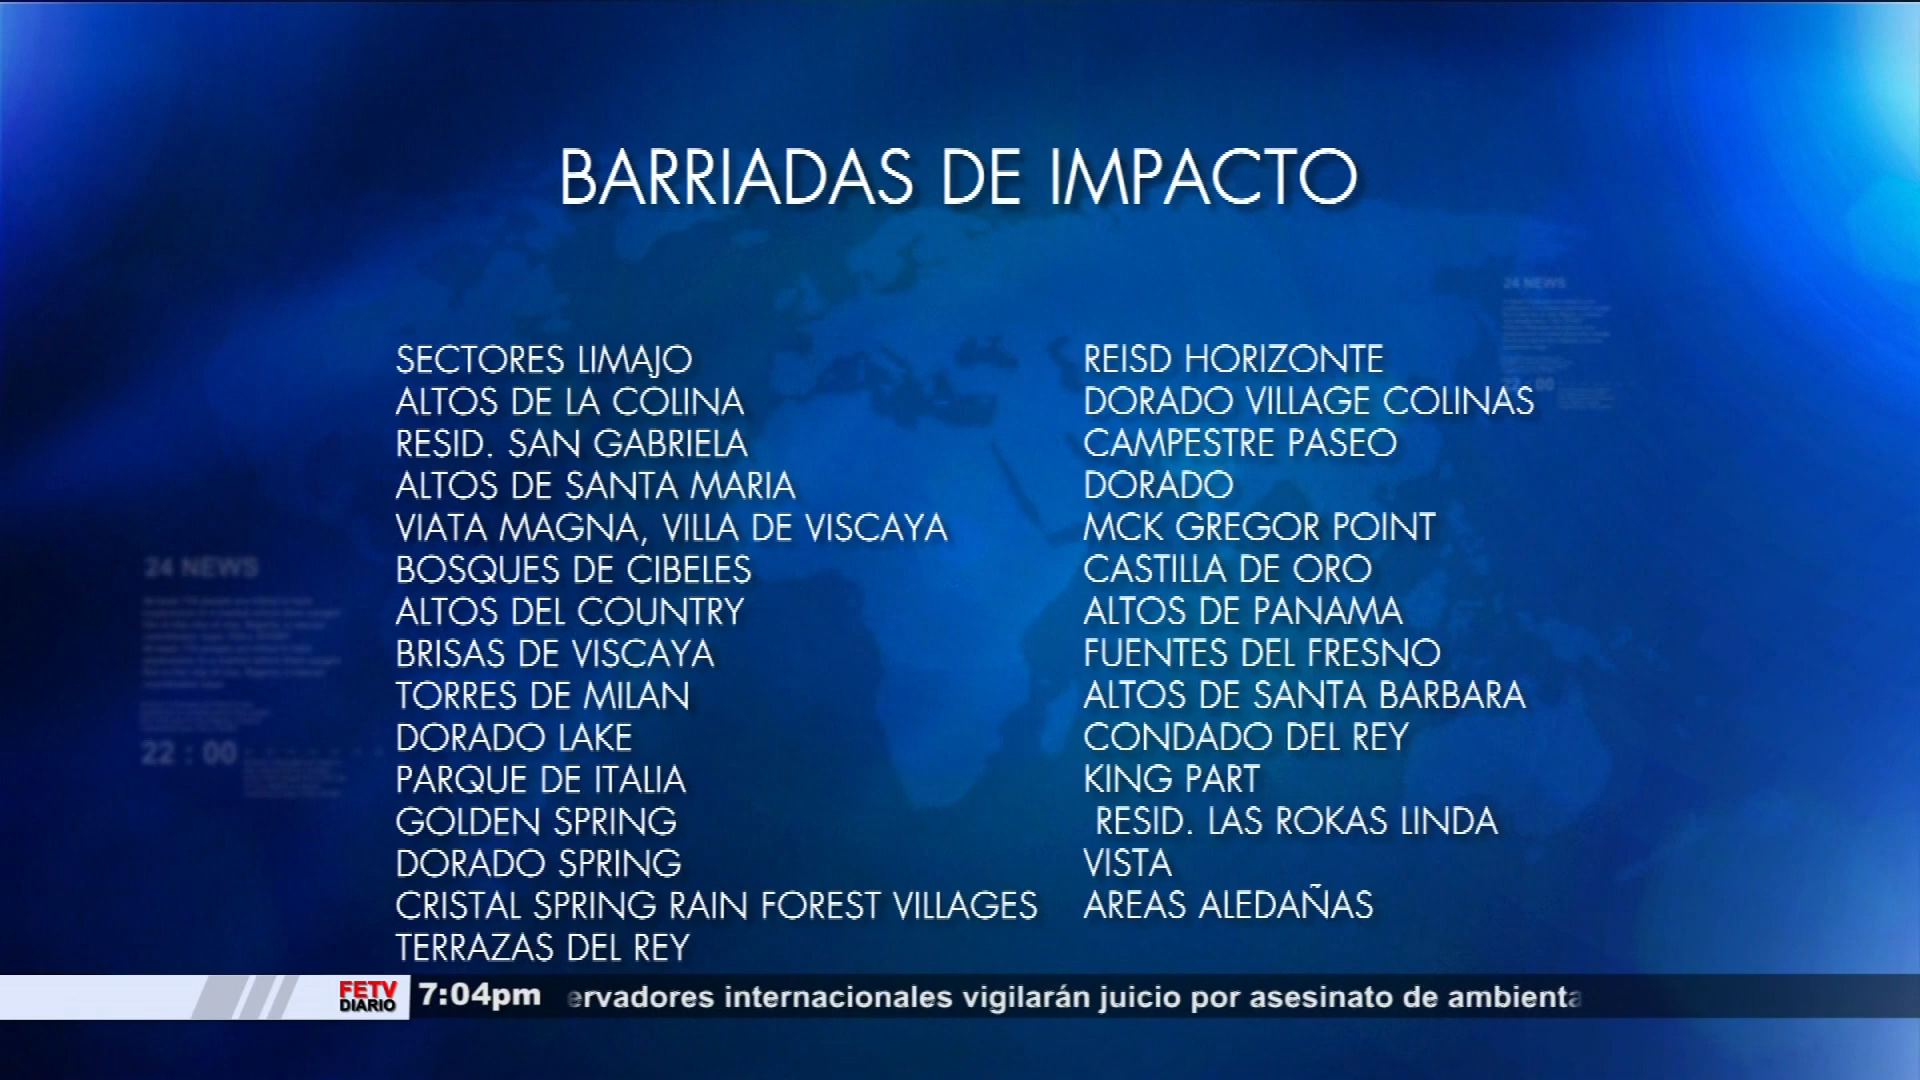 BARRIADAS DE IMPACTO
SECTORES LIMAJO
ALTOS DE LA COLINA
RESID. SAN GABRIELA
ALTOS DE SANTA MARIA
VIATA MAGNA, VILLA DE VISCAYA
BOSQUES DE CIBELES
ALTOS DEL COUNTRY
BRISAS DE VISCAYA
TORRES DE MILAN
DORADO LAKE
PARQUE DE ITALIA
GOLDEN SPRING
DORADO SPRING
CRISTAL SPRING RAIN FOREST VILLAGES
TERRAZAS DEL REY
REISD HORIZONTE
DORADO VILLAGE COLINAS
CAMPESTRE PASEO
DORADO
MCK GREGOR POINT
CASTILLA DE ORO
ALTOS DE PANAMA
FUENTES DEL FRESNO
ALTOS DE SANTA BARBARA
CONDADO DEL REY
KING PART
RESID. LAS ROKAS LINDA
VISTA
AREAS ALEDAÑAS
24 NEWS
22 : 00
24 NEWS
FETV
DIARIO
7:04pm
ervadores internacionales vigilarán juicio por asesinato de ambienta